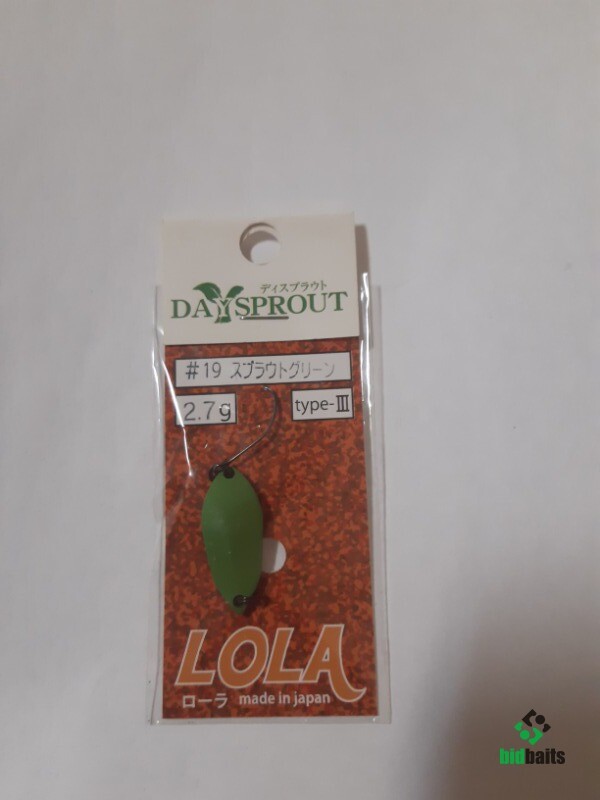 ディスプラウト
DAYSPROUT
#19 スプラウトグリーン
2.7g
type-III
LOLA
ローラ made in japan
bidbaits